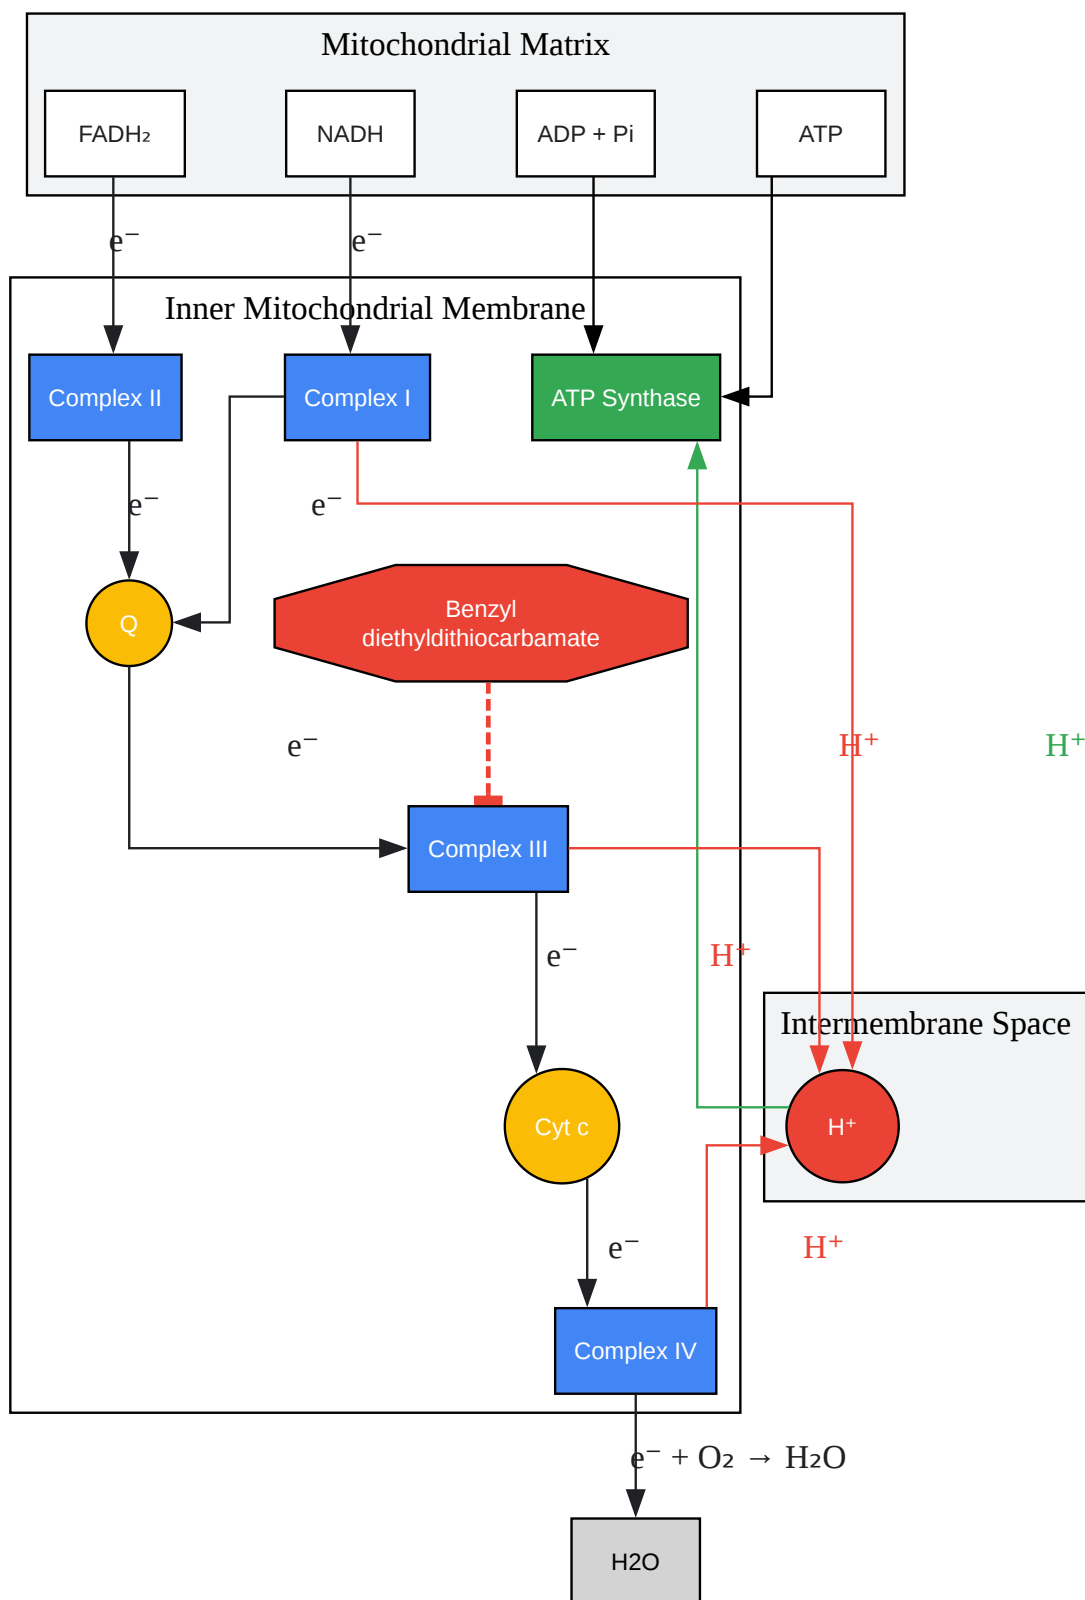 Mitochondrial Matrix
FADH₂
NADH
ADP + Pi
ATP
e⁻
e⁻
Inner Mitochondrial Membrane
Complex II
Complex I
ATP Synthase
e⁻
e⁻
Q
Benzyl
diethyldithiocarbamate
e⁻
H⁺
H⁺
Complex III
e⁻
H⁺
Intermembrane Space
Cyt c
H⁺
e⁻
H⁺
Complex IV
e⁻ + O₂ → H₂O
H2O